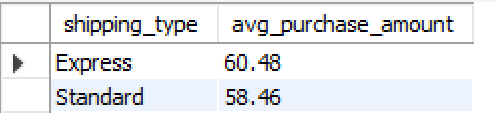 shipping_type avg_purchase_amount
Express 60.48
Standard 58.46